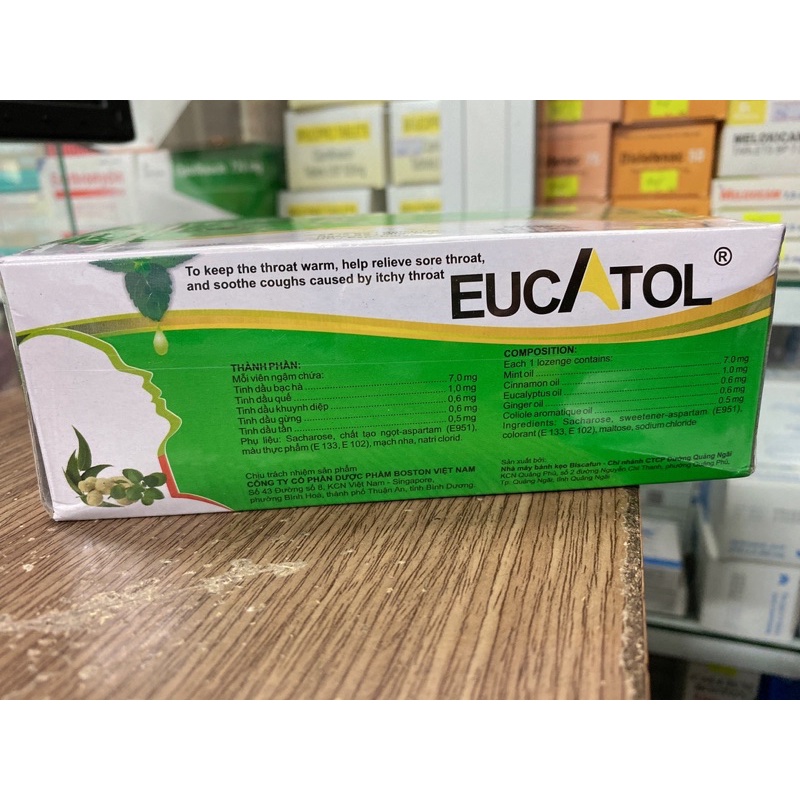 To keep the throat warm, help relieve sore throat,
and soothe coughs caused by itchy throat
EUCATOL ®
THÀNH PHẦN:
Mỗi viên ngậm chứa:
Tinh dầu bạc hà 7,0 mg
Tinh dầu quế 1,0 mg
Tinh dầu khuynh diệp 0,6 mg
Tinh dầu gừng 0,6 mg
Tinh dầu tần 0,5 mg
Phụ liệu: Sacharose, chất tạo ngọt-aspartam (E951),
màu thực phẩm (E 133, E 102), mạch nha, natri clorid.
Chịu trách nhiệm sản phẩm
CÔNG TY CỔ PHẦN DƯỢC PHẨM BOSTON VIỆT NAM
Số 43 Đường số 8, KCN Việt Nam - Singapore,
phường Bình Hoà, thành phố Thuận An, tỉnh Bình Dương
COMPOSITION:
Each 1 lozenge contains:
Mint oil 7.0 mg
Cinnamon oil 1.0 mg
Eucalyptus oil 0.6 mg
Ginger oil 0.6 mg
Coliole aromatique oil 0.5 mg
Ingredients: Sacharose, sweetener-aspartam (E951),
colorant (E 133, E 102), maltose, sodium chloride
Sản xuất bởi:
Nhà máy bánh kẹo Biscafun - Chi nhánh CTCP Đường Quảng Ngãi
KCN Quảng Phú, số 2 đường Nguyễn Chí Thanh, phường Quảng Phú,
Tp. Quảng Ngãi, tỉnh Quảng Ngãi
Diclofenac 50
MELOXICAM